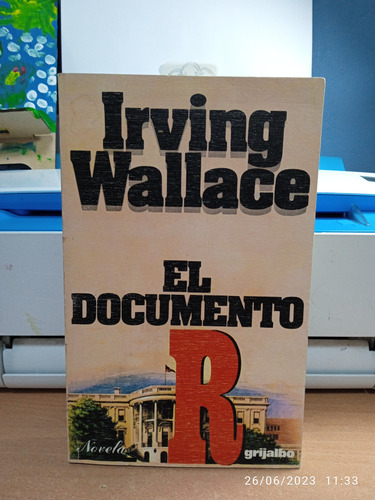 Irving
Wallace
EL
DOCUMENTO
R
Novela
grijalbo
26/06/2023 11:33